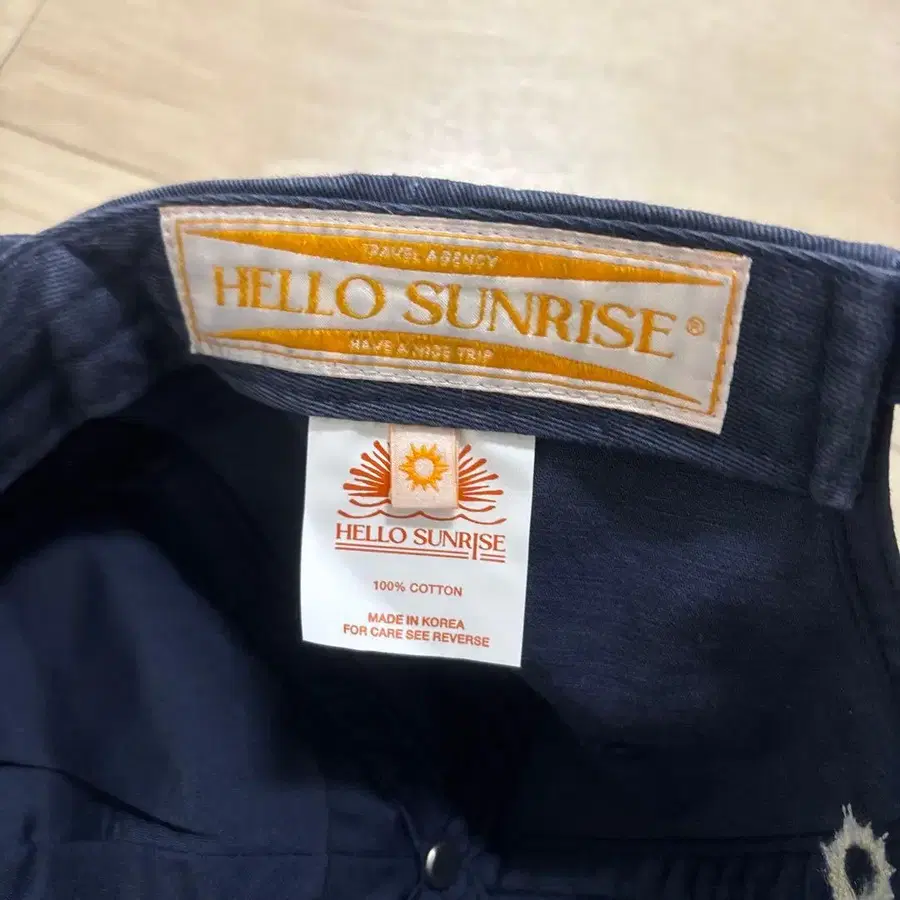 TRAVEL AGENCY
HELLO SUNRISE®
HAVE A NICE TRIP
HELLO SUNRISE
100% COTTON
MADE IN KOREA
FOR CARE SEE REVERSE